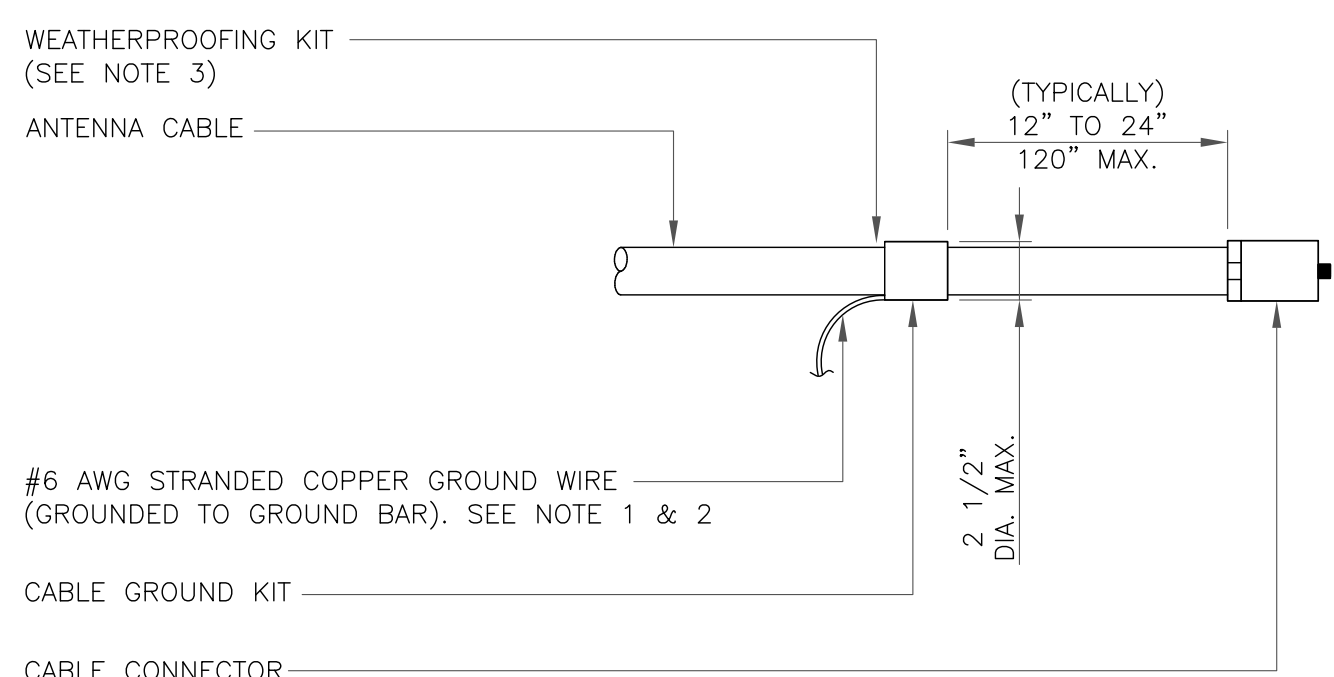 WEATHERPROOFING KIT
(SEE NOTE 3)
ANTENNA CABLE
(TYPICALLY)
12” TO 24”
120” MAX.
2 1/2”
DIA. MAX.
#6 AWG STRANDED COPPER GROUND WIRE
(GROUNDED TO GROUND BAR). SEE NOTE 1 & 2
CABLE GROUND KIT
CABLE CONNECTOR